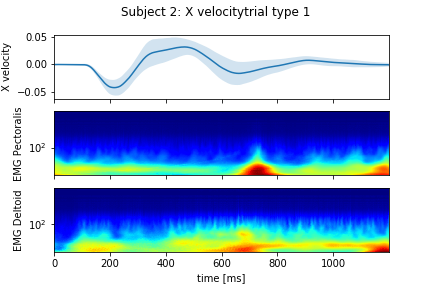 Subject 2: X velocitytrial type 1
X velocity
0.05
0.00
−0.05
EMG Pectoralis
10²
EMG Deltoid
10²
0 200 400 600 800 1000
time [ms]